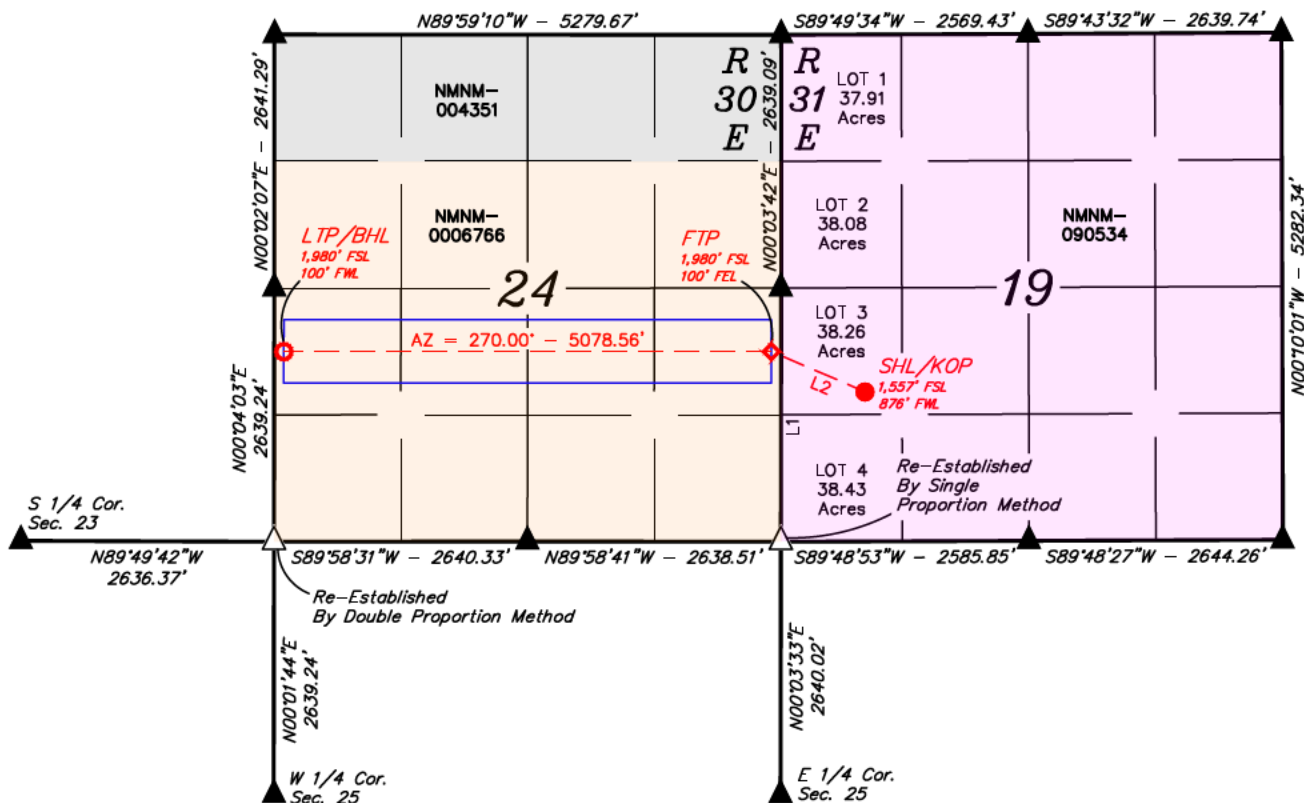 N89°59'10"W - 5279.67'
S89°49'34"W - 2569.43'
S89°43'32"W - 2639.74'
N00°02'07"E - 2641.29'
NMNM-
004351
R
30
E
N00°03'42"E - 2639.09'
R
31
E
LOT 1
37.91
Acres
NMNM-
0006766
LTP/BHL
1,980' FSL
100' FWL
FTP
1,980' FSL
100' FEL
LOT 2
38.08
Acres
NMNM-
090534
N00°10'01"W - 5282.34'
24
19
LOT 3
38.26
Acres
AZ = 270.00° - 5078.56'
L2
SHL/KOP
1,557' FSL
876' FWL
N00°04'03"E
2639.24'
L1
LOT 4
38.43
Acres
Re-Established
By Single
Proportion Method
S 1/4 Cor.
Sec. 23
N89°49'42"W
2636.37'
S89°58'31"W - 2640.33'
N89°58'41"W - 2638.51'
S89°48'53"W - 2585.85'
S89°48'27"W - 2644.26'
Re-Established
By Double Proportion Method
N00°01'44"E
2639.24'
N00°03'33"E
2640.02'
W 1/4 Cor.
Sec. 25
E 1/4 Cor.
Sec. 25